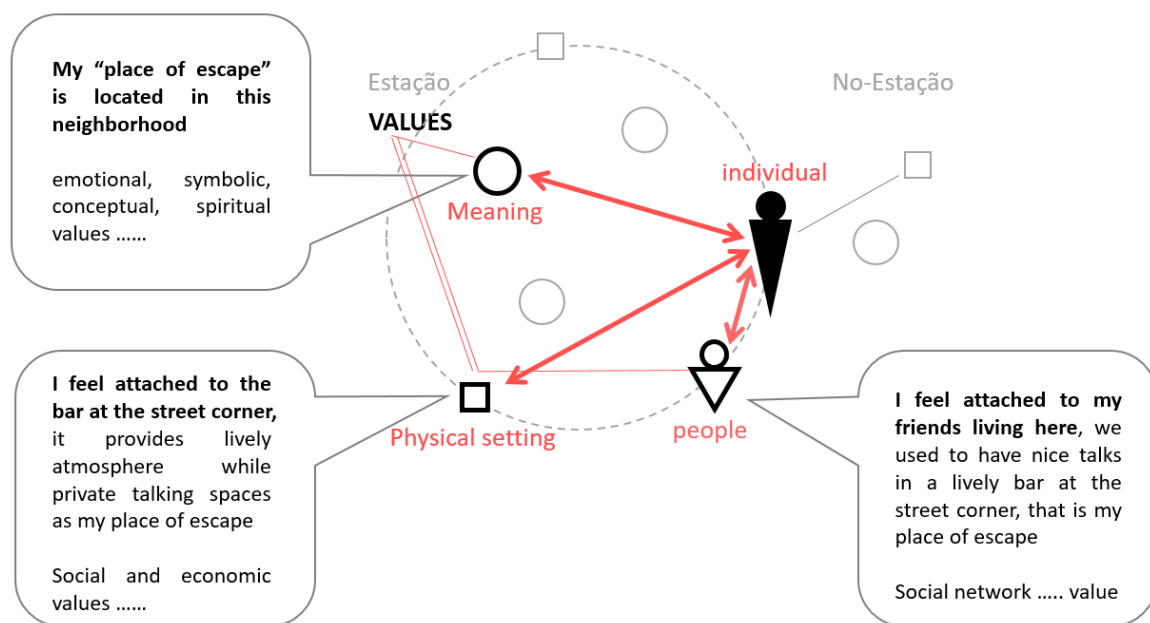 My “place of escape”
is located in this
neighborhood
emotional, symbolic,
conceptual, spiritual
values ……
Estação
No-Estação
VALUES
individual
Meaning
Physical setting
people
I feel attached to the
bar at the street corner,
it provides lively
atmosphere while
private talking spaces
as my place of escape
Social and economic
values ……
I feel attached to my
friends living here, we
used to have nice talks
in a lively bar at the
street corner, that is my
place of escape
Social network ….. value